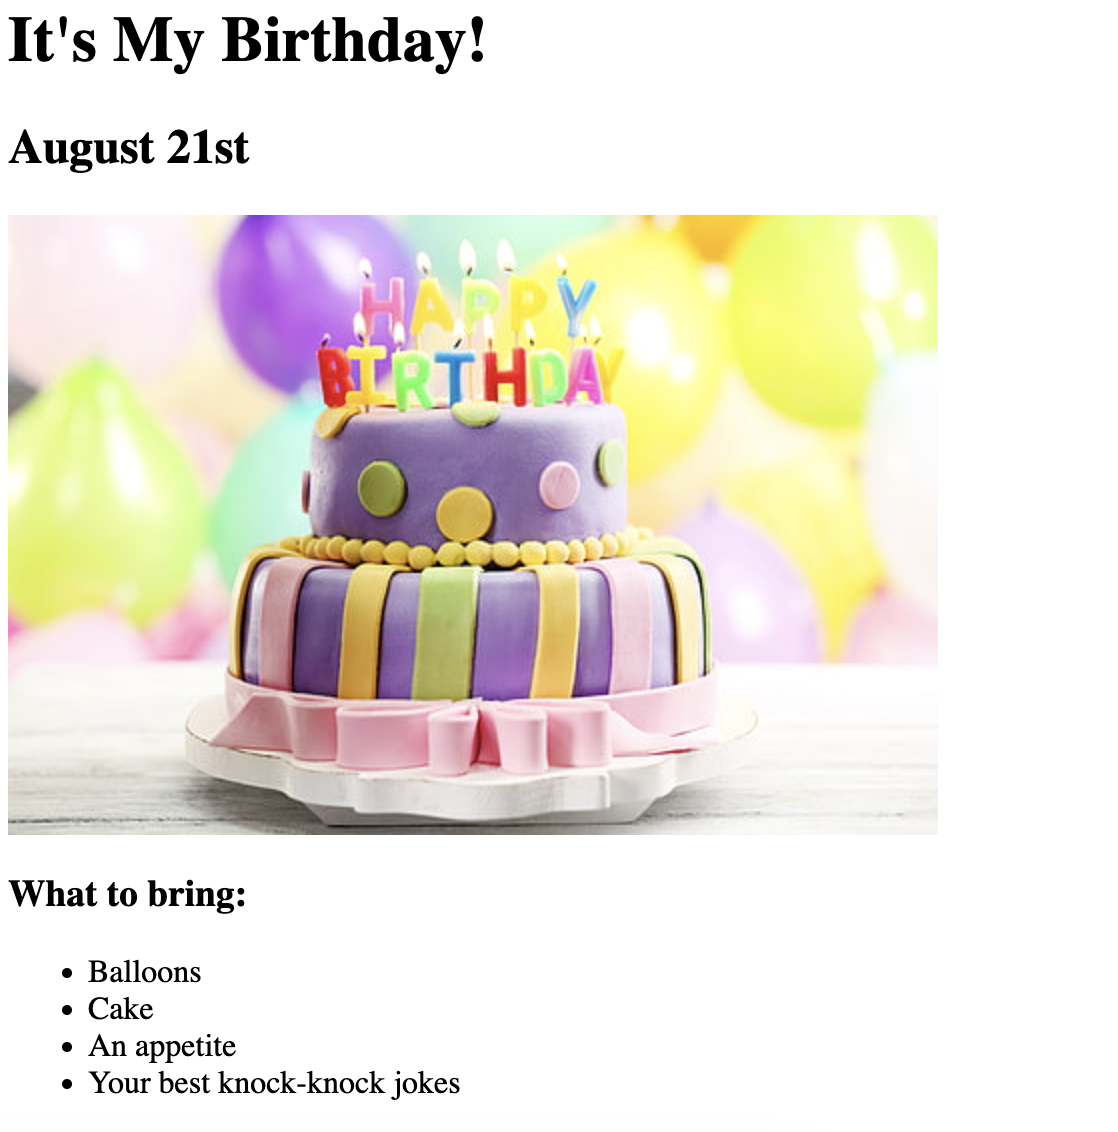 It's My Birthday!
August 21st
HAPPY
BIRTHDAY
What to bring:
Balloons
Cake
An appetite
Your best knock-knock jokes